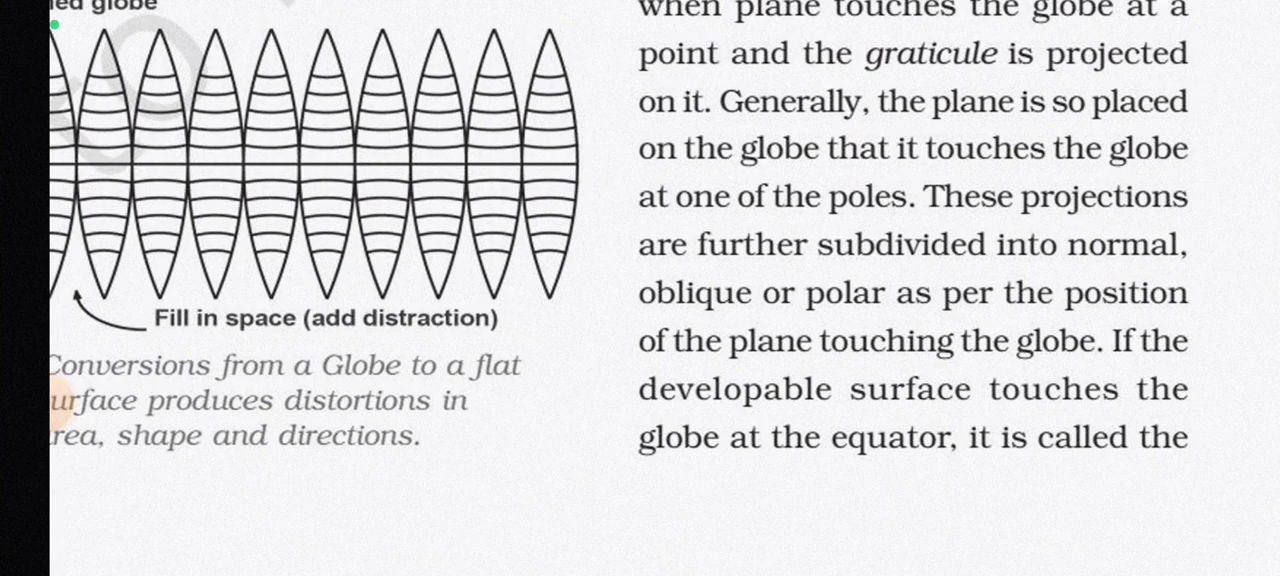 globe
Fill in space (add distraction)
Conversions from a Globe to a flat
urface produces distortions in
rea, shape and directions.
when plane touches the globe at a
point and the graticule is projected
on it. Generally, the plane is so placed
on the globe that it touches the globe
at one of the poles. These projections
are further subdivided into normal,
oblique or polar as per the position
of the plane touching the globe. If the
developable surface touches the
globe at the equator, it is called the